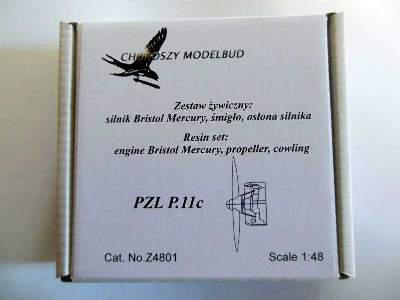 CHOROSZY MODELBUD
Zestaw żywiczny:
silnik Bristol Mercury, śmigło, osłona silnika
Resin set:
engine Bristol Mercury, propeller, cowling
PZL P.11c
Cat. No.Z4801
Scale 1:48